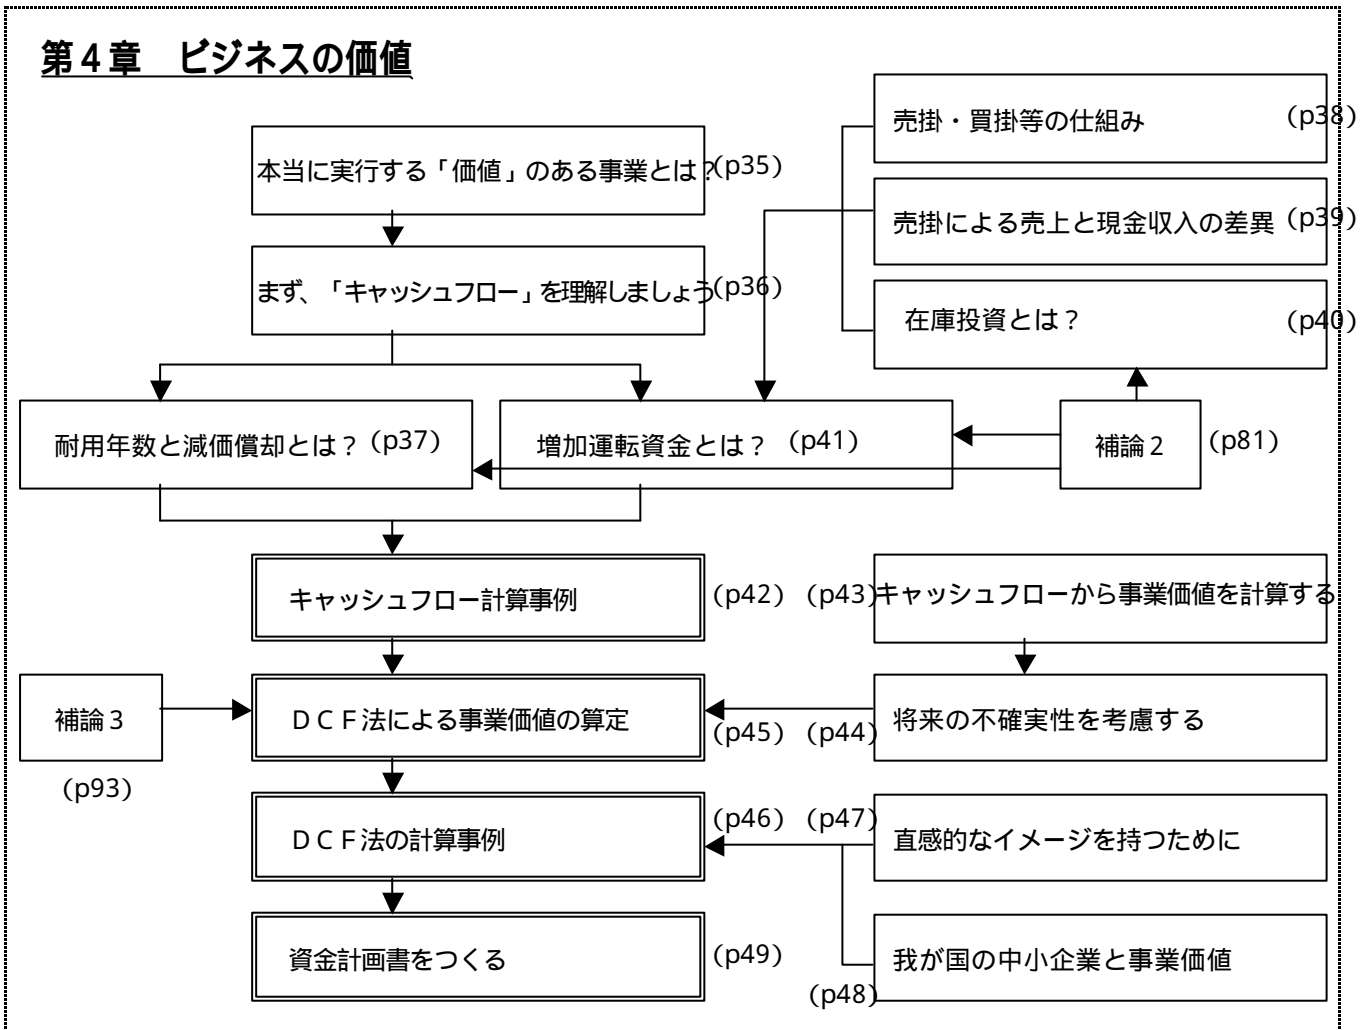 第４章　ビジネスの価値
売掛・買掛等の仕組み (p38)
本当に実行する「価値」のある事業とは？(p35)
売掛による売上と現金収入の差異 (p39)
まず、「キャッシュフロー」を理解しましょう(p36)
在庫投資とは？ (p40)
耐用年数と減価償却とは？ (p37)
増加運転資金とは？ (p41)
補論２ (p81)
キャッシュフロー計算事例 (p42)
(p43) キャッシュフローから事業価値を計算する
補論３
(p93)
ＤＣＦ法による事業価値の算定 (p45)
(p44) 将来の不確実性を考慮する
ＤＣＦ法の計算事例 (p46)
(p47) 直感的なイメージを持つために
資金計画書をつくる (p49)
(p48) 我が国の中小企業と事業価値